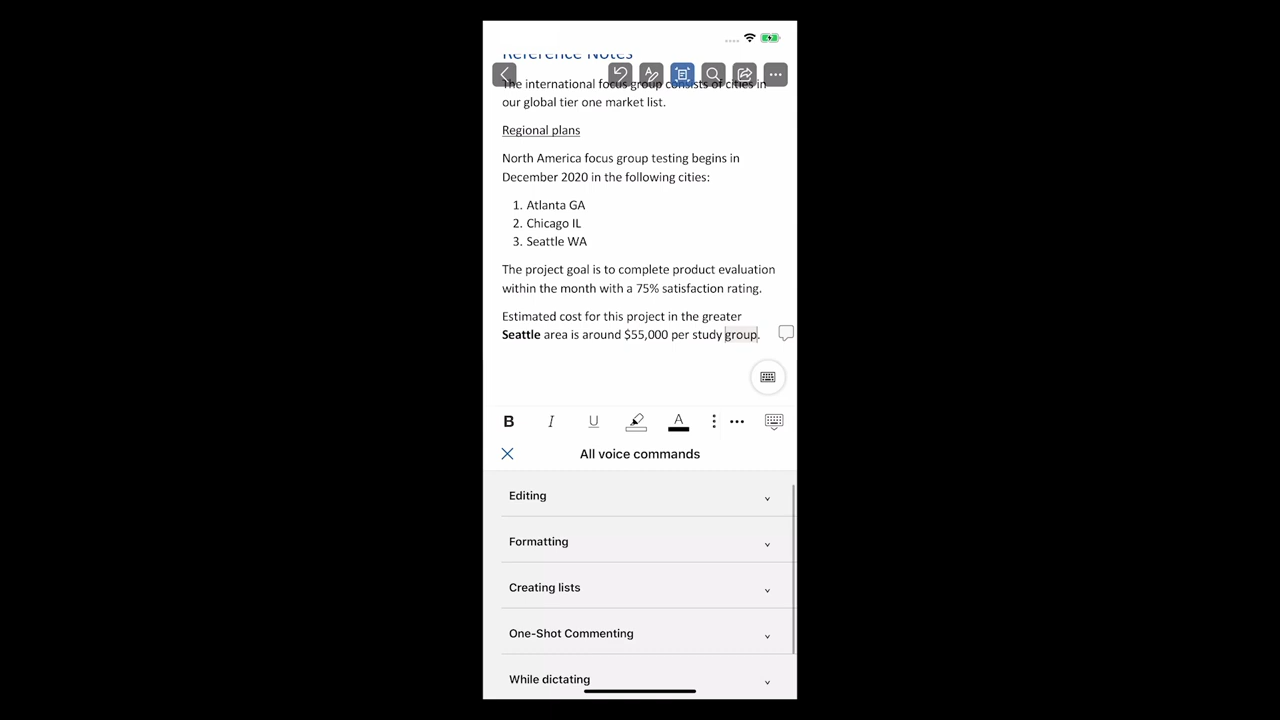 Reference Notes
The international focus group consists of cities in
our global tier one market list.
Regional plans
North America focus group testing begins in
December 2020 in the following cities:
1. Atlanta GA
2. Chicago IL
3. Seattle WA
The project goal is to complete product evaluation
within the month with a 75% satisfaction rating.
Estimated cost for this project in the greater
Seattle area is around $55,000 per study group.
B I U A
All voice commands
Editing
Formatting
Creating lists
One-Shot Commenting
While dictating